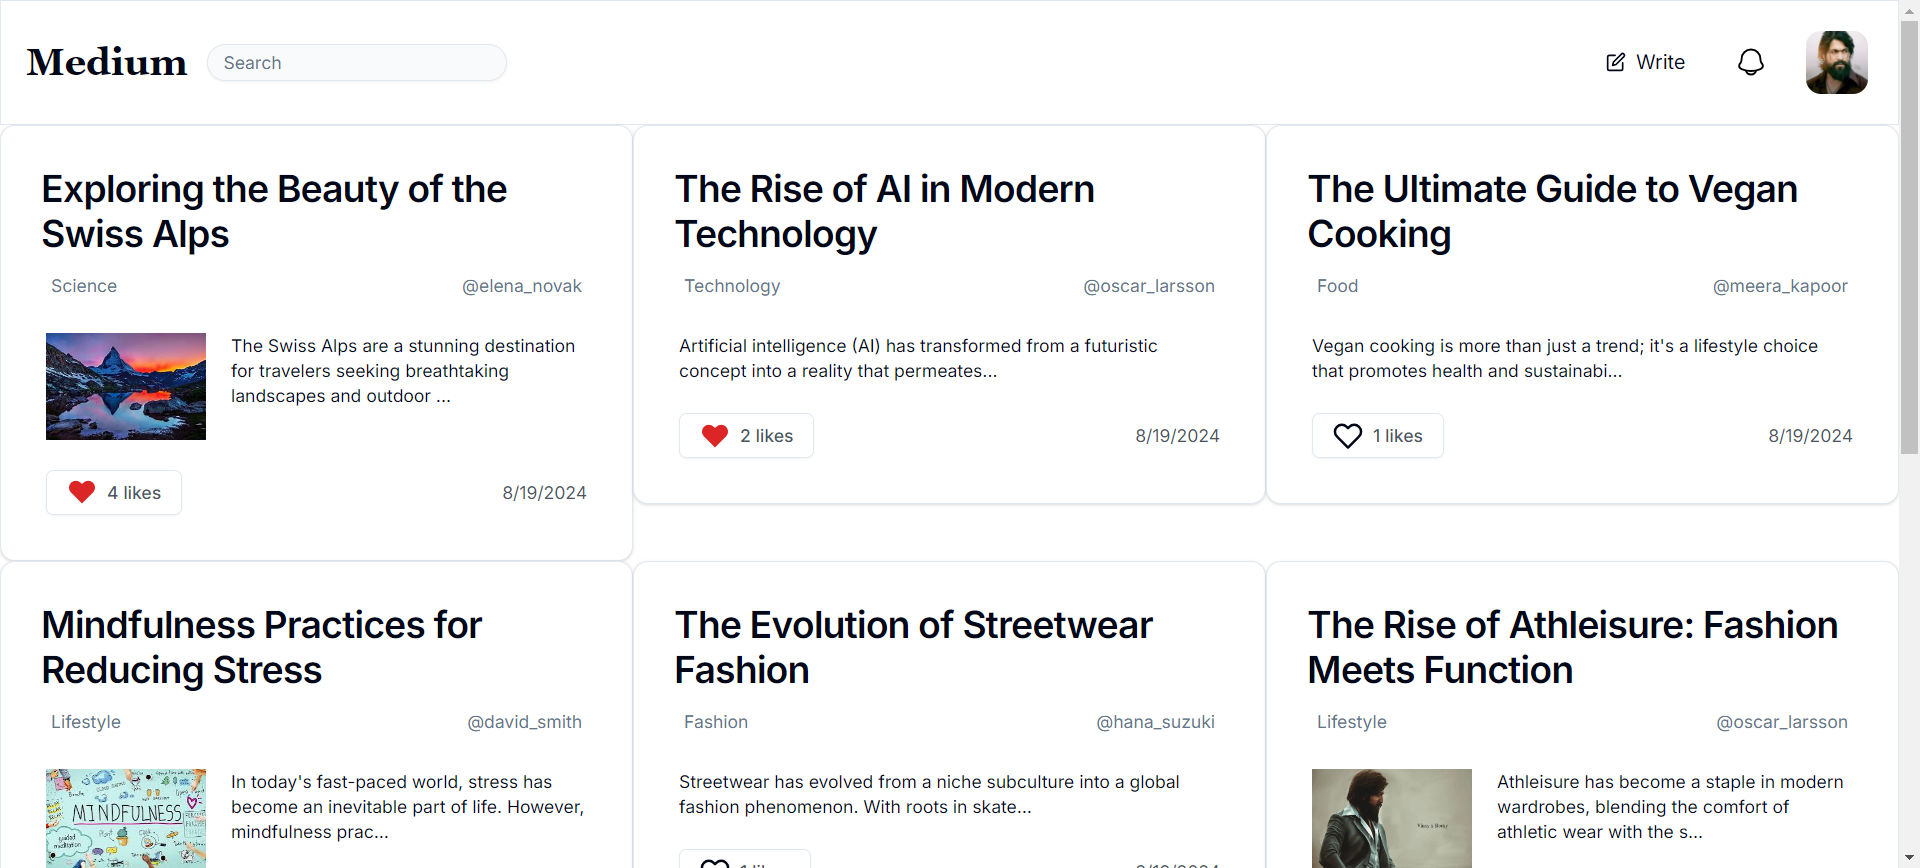 Medium
Search
Write
Exploring the Beauty of the
Swiss Alps
Science
@elena_novak
The Swiss Alps are a stunning destination
for travelers seeking breathtaking
landscapes and outdoor ...
4 likes
8/19/2024
The Rise of AI in Modern
Technology
Technology
@oscar_larsson
Artificial intelligence (AI) has transformed from a futuristic
concept into a reality that permeates...
2 likes
8/19/2024
The Ultimate Guide to Vegan
Cooking
Food
@meera_kapoor
Vegan cooking is more than just a trend; it's a lifestyle choice
that promotes health and sustainabi...
1 likes
8/19/2024
Mindfulness Practices for
Reducing Stress
Lifestyle
@david_smith
MINDFULNESS
In today's fast-paced world, stress has
become an inevitable part of life. However,
mindfulness prac...
The Evolution of Streetwear
Fashion
Fashion
@hana_suzuki
Streetwear has evolved from a niche subculture into a global
fashion phenomenon. With roots in skate...
The Rise of Athleisure: Fashion
Meets Function
Lifestyle
@oscar_larsson
Athleisure has become a staple in modern
wardrobes, blending the comfort of
athletic wear with the s...